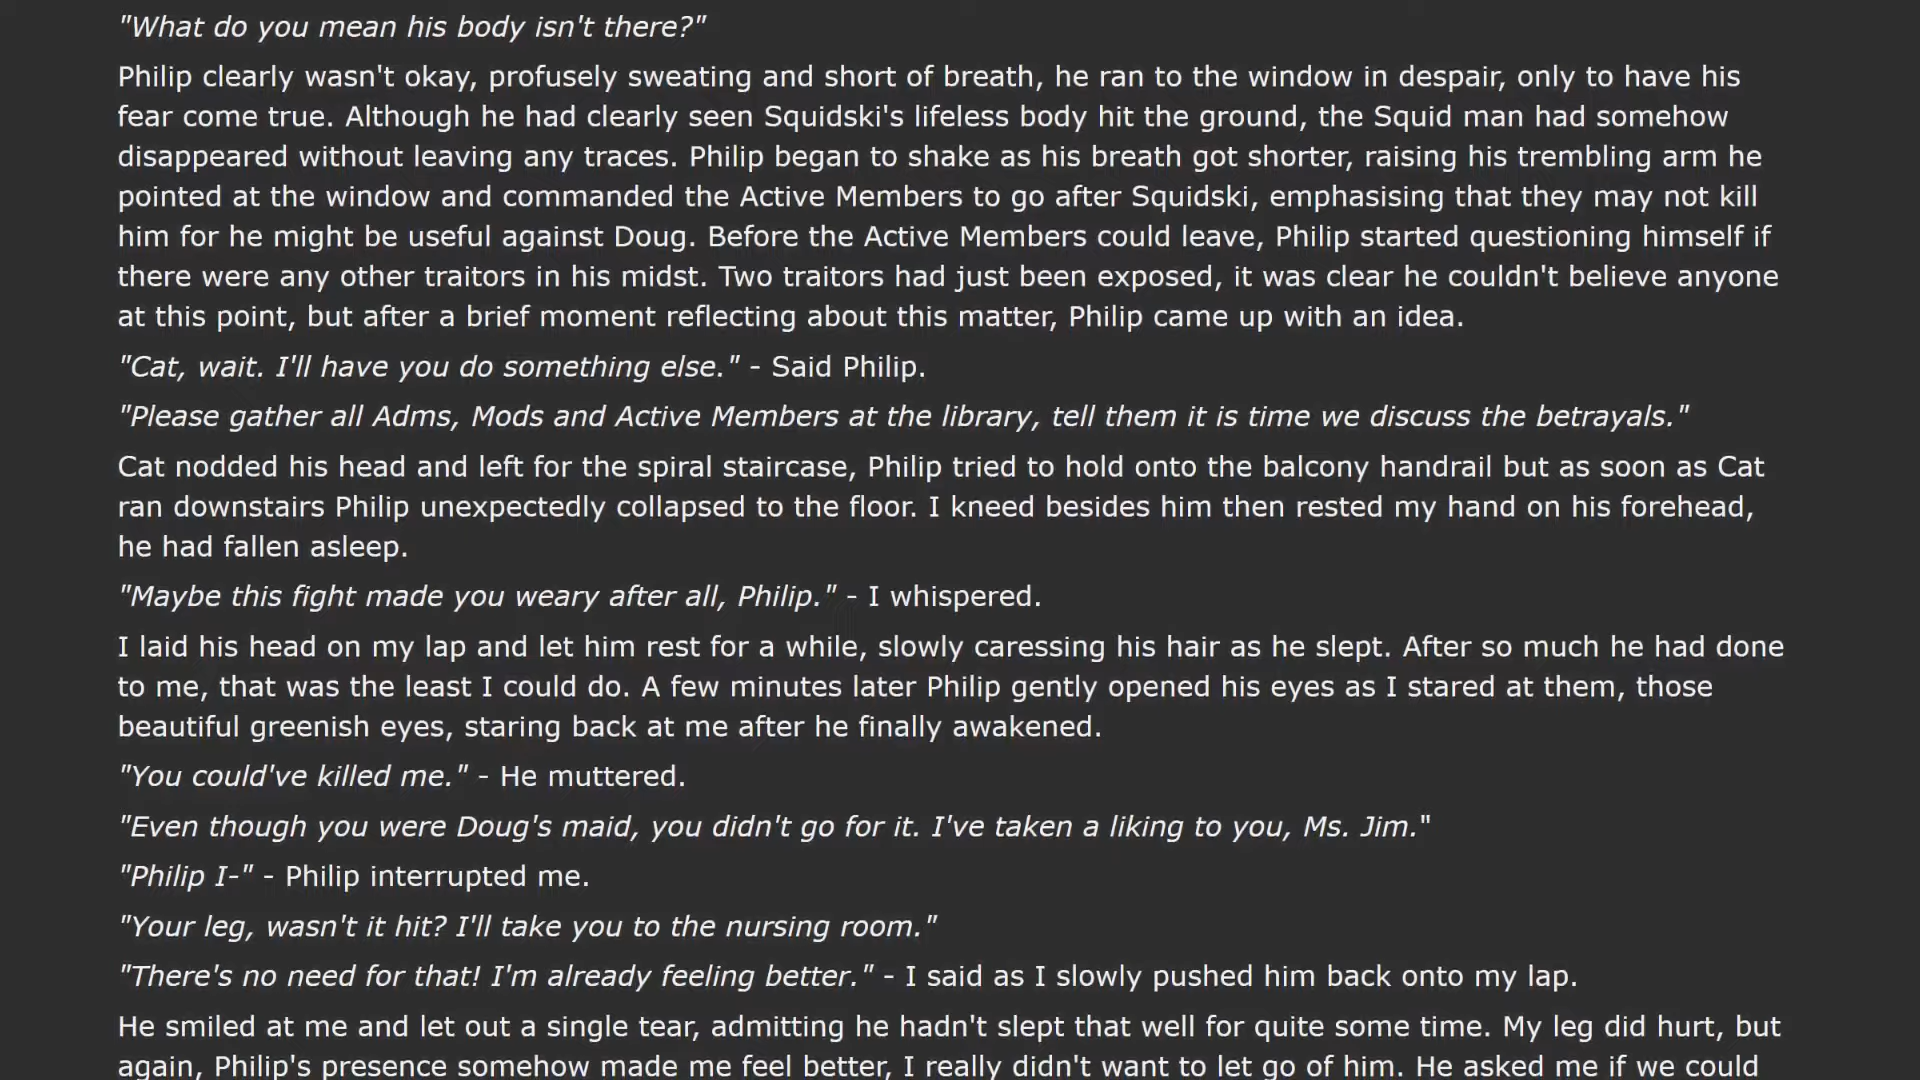 "What do you mean his body isn't there?"
Philip clearly wasn't okay, profusely sweating and short of breath, he ran to the window in despair, only to have his
fear come true. Although he had clearly seen Squidski's lifeless body hit the ground, the Squid man had somehow
disappeared without leaving any traces. Philip began to shake as his breath got shorter, raising his trembling arm he
pointed at the window and commanded the Active Members to go after Squidski, emphasising that they may not kill
him for he might be useful against Doug. Before the Active Members could leave, Philip started questioning himself if
there were any other traitors in his midst. Two traitors had just been exposed, it was clear he couldn't believe anyone
at this point, but after a brief moment reflecting about this matter, Philip came up with an idea.
"Cat, wait. I'll have you do something else." - Said Philip.
"Please gather all Adms, Mods and Active Members at the library, tell them it is time we discuss the betrayals."
Cat nodded his head and left for the spiral staircase, Philip tried to hold onto the balcony handrail but as soon as Cat
ran downstairs Philip unexpectedly collapsed to the floor. I kneed besides him then rested my hand on his forehead,
he had fallen asleep.
"Maybe this fight made you weary after all, Philip." - I whispered.
I laid his head on my lap and let him rest for a while, slowly caressing his hair as he slept. After so much he had done
to me, that was the least I could do. A few minutes later Philip gently opened his eyes as I stared at them, those
beautiful greenish eyes, staring back at me after he finally awakened.
"You could've killed me." - He muttered.
"Even though you were Doug's maid, you didn't go for it. I've taken a liking to you, Ms. Jim."
"Philip I-" - Philip interrupted me.
"Your leg, wasn't it hit? I'll take you to the nursing room."
"There's no need for that! I'm already feeling better." - I said as I slowly pushed him back onto my lap.
He smiled at me and let out a single tear, admitting he hadn't slept that well for quite some time. My leg did hurt, but
again, Philip's presence somehow made me feel better, I really didn't want to let go of him. He asked me if we could